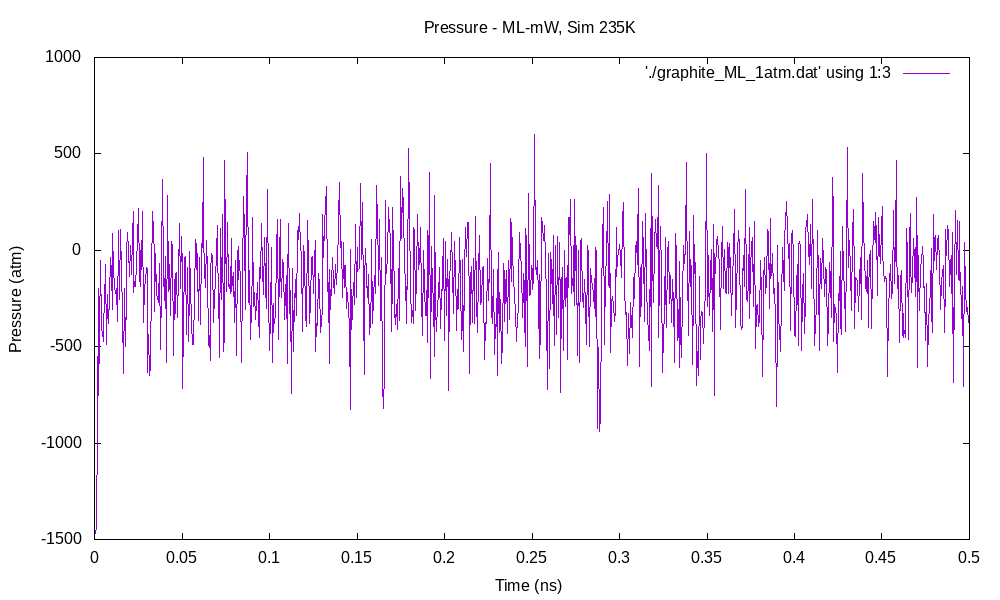 Pressure - ML-mW, Sim 235K
'./graphite_ML_1atm.dat' using 1:3
1000
500
0
-500
-1000
-1500
Pressure (atm)
0 0.05 0.1 0.15 0.2 0.25 0.3 0.35 0.4 0.45 0.5
Time (ns)